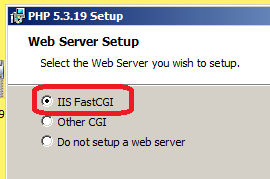 PHP 5.3.19 Setup
Web Server Setup
Select the Web Server you wish to setup.
IIS FastCGI
Other CGI
Do not setup a web server